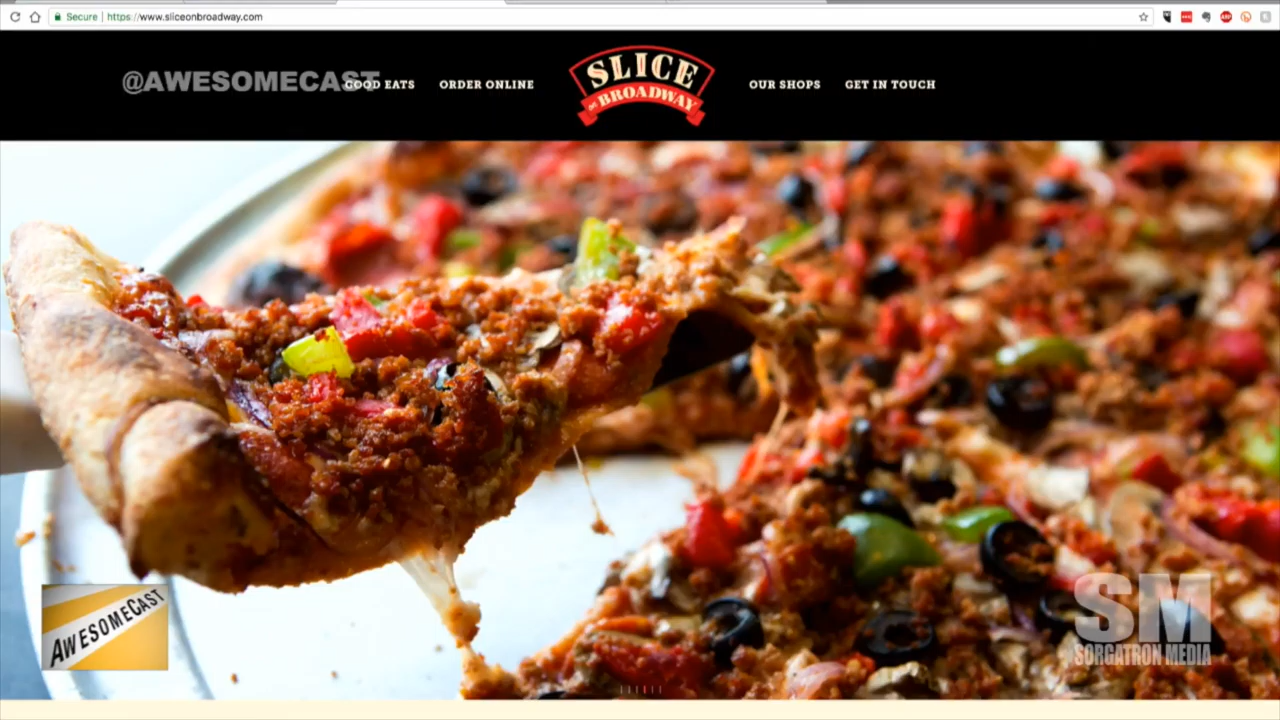 Secure https://www.sliceonbroadway.com
@AWESOMECAST
GOOD EATS
ORDER ONLINE
SLICE
ON BROADWAY
OUR SHOPS
GET IN TOUCH
AWESOMECAST
SM
SORGATRON MEDIA